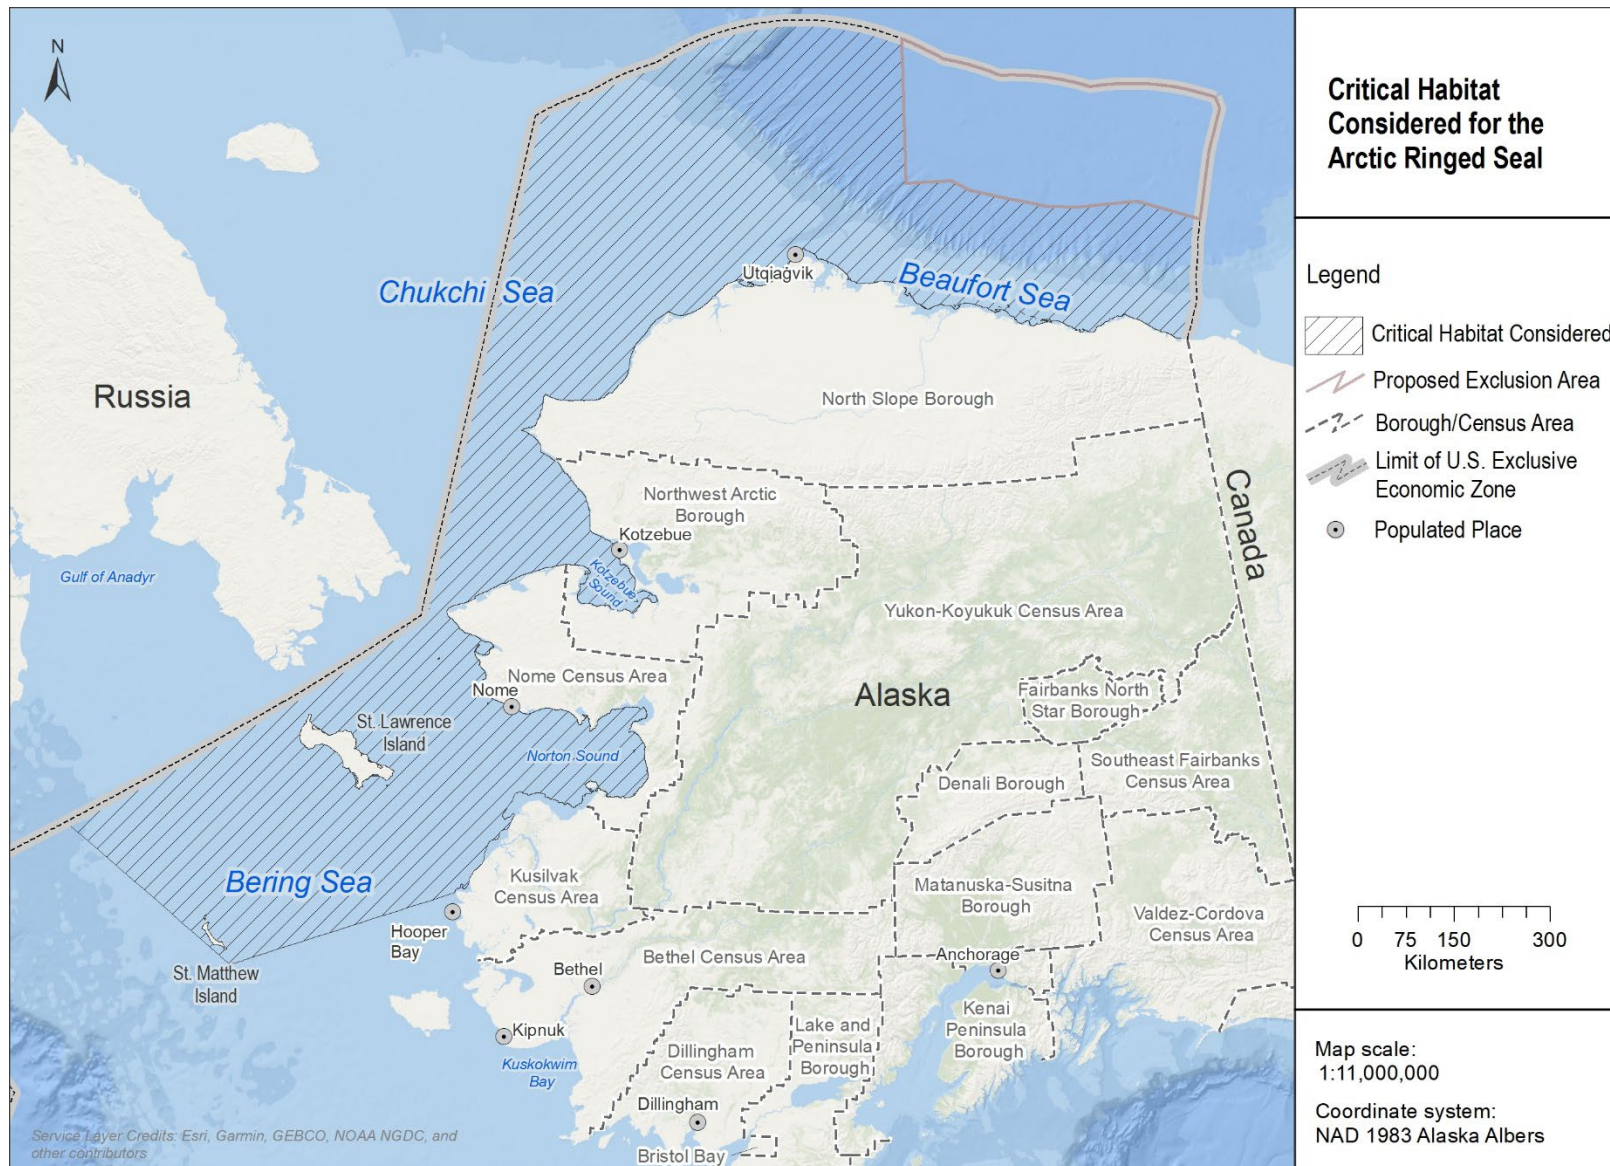 N
Chukchi Sea
Utqiaġvik
Beaufort Sea
Russia
North Slope Borough
Northwest Arctic
Borough
Kotzebue
Kotzebue
Sound
Canada
Gulf of Anadyr
Yukon-Koyukuk Census Area
Nome Census Area
Nome
Alaska
Fairbanks North
Star Borough
St. Lawrence
Island
Norton Sound
Denali Borough
Southeast Fairbanks
Census Area
Bering Sea
Kusilvak
Census Area
Matanuska-Susitna
Borough
Valdez-Cordova
Census Area
Hooper
Bay
Bethel Census Area
Anchorage
St. Matthew
Island
Bethel
Kipnuk
Kuskokwim
Bay
Dillingham
Census Area
Lake and
Peninsula
Borough
Kenai
Peninsula
Borough
Dillingham
Bristol Bay
Service Layer Credits: Esri, Garmin, GEBCO, NOAA NGDC, and
other contributors
Critical Habitat
Considered for the
Arctic Ringed Seal
Legend
Critical Habitat Considered
Proposed Exclusion Area
Borough/Census Area
Limit of U.S. Exclusive
Economic Zone
Populated Place
0 75 150 300
Kilometers
Map scale:
1:11,000,000
Coordinate system:
NAD 1983 Alaska Albers